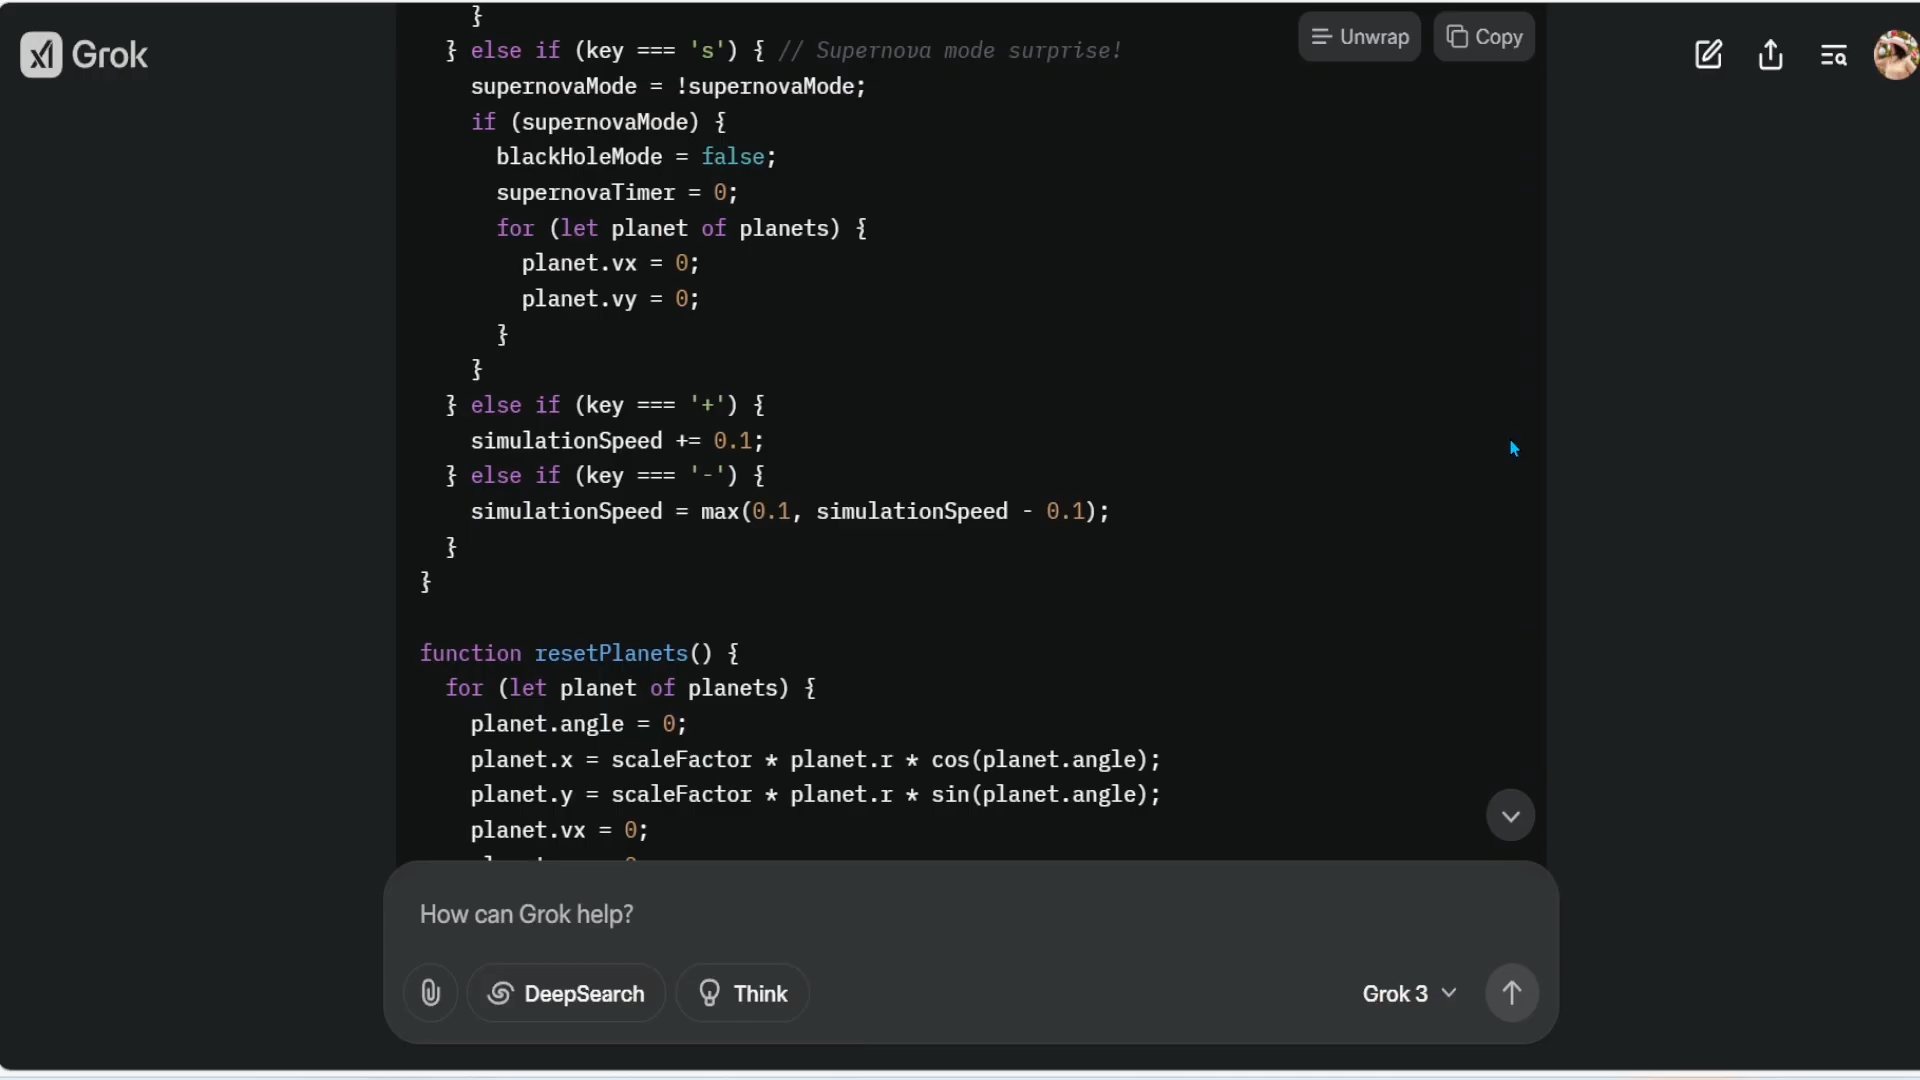 Grok
}
} else if (key === 's') { // Supernova mode surprise!
Unwrap
Copy
supernovaMode = !supernovaMode;
if (supernovaMode) {
blackHoleMode = false;
supernovaTimer = 0;
for (let planet of planets) {
planet.vx = 0;
planet.vy = 0;
}
}
} else if (key === '+') {
simulationSpeed += 0.1;
} else if (key === '-') {
simulationSpeed = max(0.1, simulationSpeed - 0.1);
}
}
function resetPlanets() {
for (let planet of planets) {
planet.angle = 0;
planet.x = scaleFactor * planet.r * cos(planet.angle);
planet.y = scaleFactor * planet.r * sin(planet.angle);
planet.vx = 0;
How can Grok help?
DeepSearch
Think
Grok 3